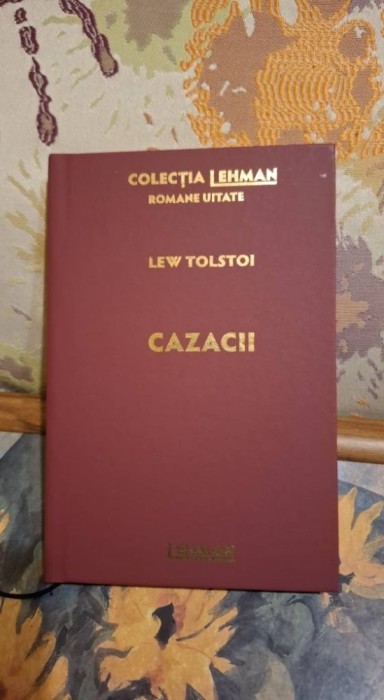 COLECȚIA LEHMAN
ROMANE UITATE
LEW TOLSTOI
CAZACII
LEHMAN